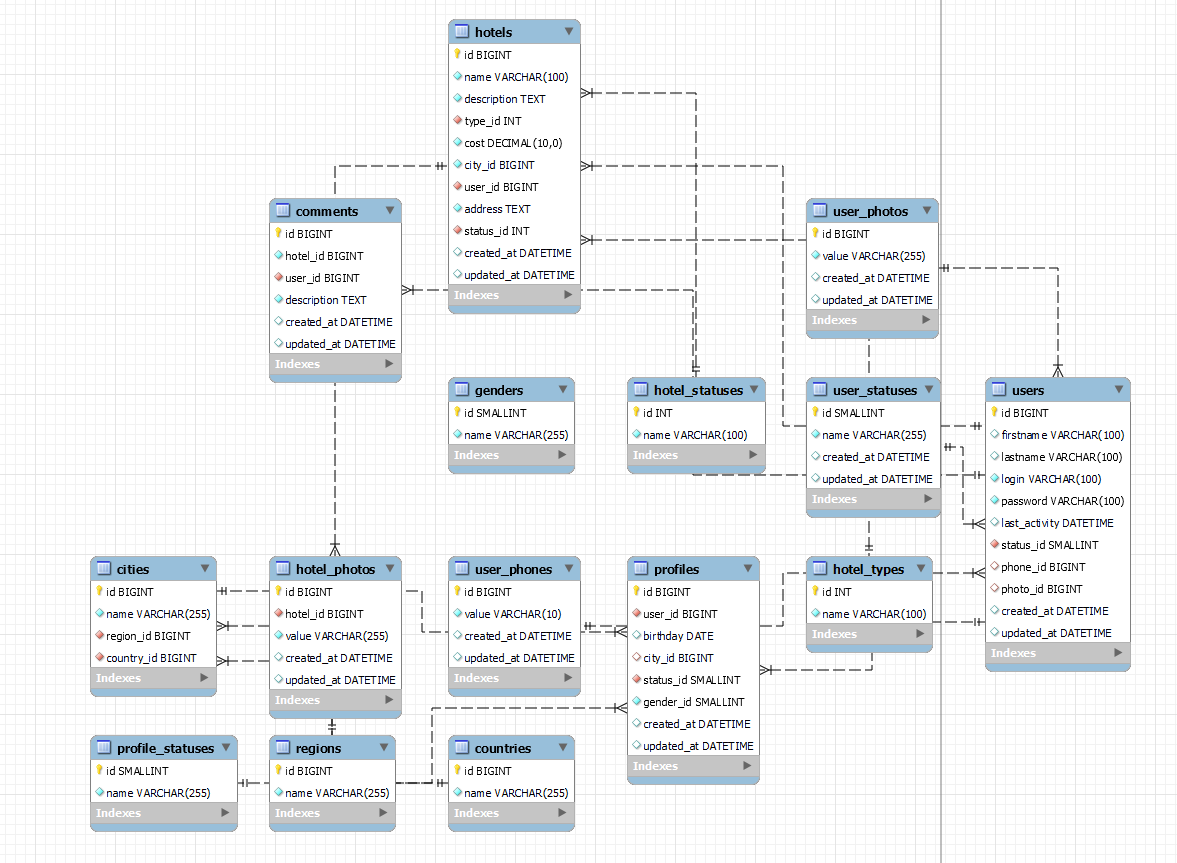 hotels
id BIGINT
name VARCHAR(100)
description TEXT
type_id INT
cost DECIMAL(10,0)
city_id BIGINT
user_id BIGINT
address TEXT
status_id INT
created_at DATETIME
updated_at DATETIME
Indexes
comments
id BIGINT
hotel_id BIGINT
user_id BIGINT
description TEXT
created_at DATETIME
updated_at DATETIME
Indexes
user_photos
id BIGINT
value VARCHAR(255)
created_at DATETIME
updated_at DATETIME
Indexes
genders
id SMALLINT
name VARCHAR(255)
Indexes
hotel_statuses
id INT
name VARCHAR(100)
Indexes
user_statuses
id SMALLINT
name VARCHAR(255)
created_at DATETIME
updated_at DATETIME
Indexes
users
id BIGINT
firstname VARCHAR(100)
lastname VARCHAR(100)
login VARCHAR(100)
password VARCHAR(100)
last_activity DATETIME
status_id SMALLINT
phone_id BIGINT
photo_id BIGINT
created_at DATETIME
updated_at DATETIME
Indexes
cities
id BIGINT
name VARCHAR(255)
region_id BIGINT
country_id BIGINT
Indexes
hotel_photos
id BIGINT
hotel_id BIGINT
value VARCHAR(255)
created_at DATETIME
updated_at DATETIME
Indexes
user_phones
id BIGINT
value VARCHAR(10)
created_at DATETIME
updated_at DATETIME
Indexes
profiles
id BIGINT
user_id BIGINT
birthday DATE
city_id BIGINT
status_id SMALLINT
gender_id SMALLINT
created_at DATETIME
updated_at DATETIME
Indexes
hotel_types
id INT
name VARCHAR(100)
Indexes
profile_statuses
id SMALLINT
name VARCHAR(255)
Indexes
regions
id BIGINT
name VARCHAR(255)
Indexes
countries
id BIGINT
name VARCHAR(255)
Indexes